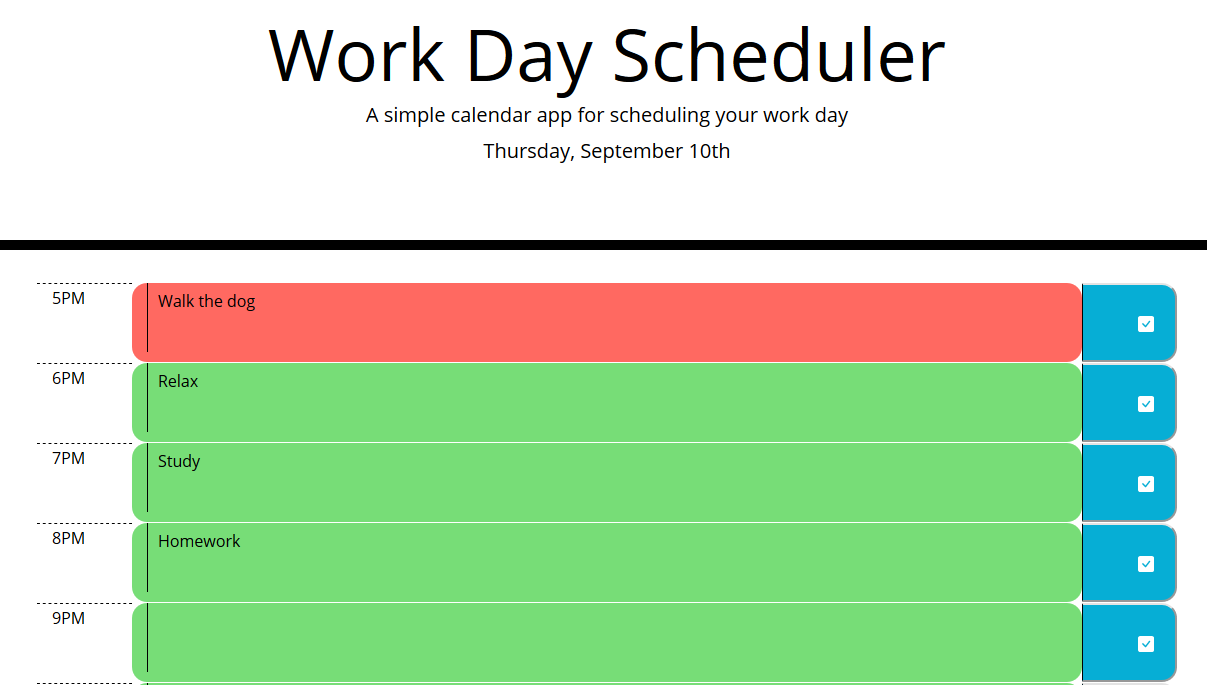 Work Day Scheduler
A simple calendar app for scheduling your work day
Thursday, September 10th
5PM Walk the dog
6PM Relax
7PM Study
8PM Homework
9PM